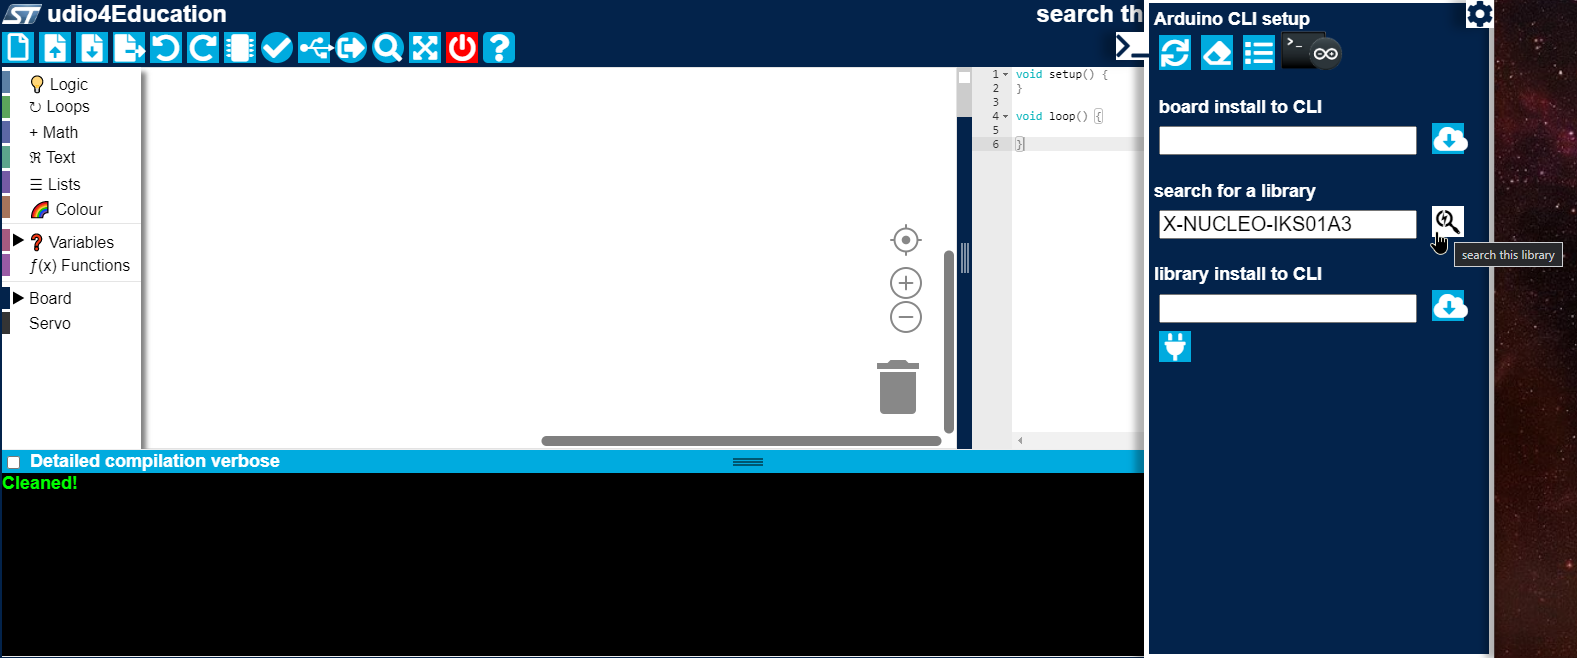 ST udio4Education
search th
Arduino CLI setup
board install to CLI
search for a library
X-NUCLEO-IKS01A3
search this library
library install to CLI
Logic
Loops
+ Math
Text
Lists
Colour
Variables
ƒ(x) Functions
Board
Servo
1 void setup() {
2 }
3
4 void loop() {
5
6 }
Detailed compilation verbose
Cleaned!